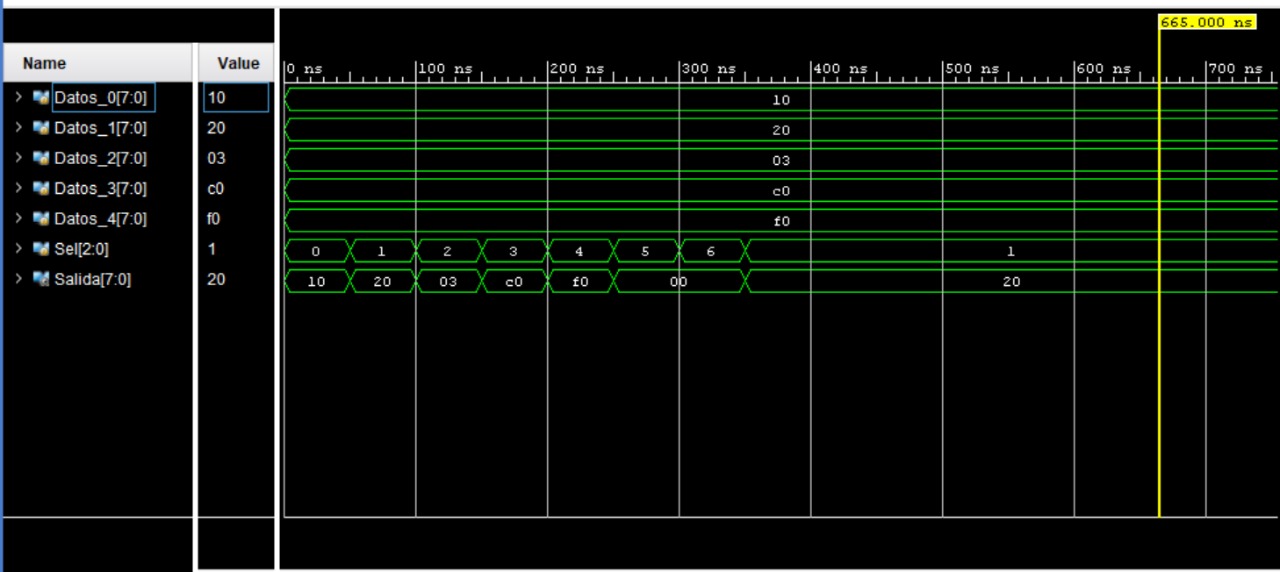 665.000 ns
Name Value
0 ns 100 ns 200 ns 300 ns 400 ns 500 ns 600 ns 700 ns
Datos_0[7:0] 10 10
Datos_1[7:0] 20 20
Datos_2[7:0] 03 03
Datos_3[7:0] c0 c0
Datos_4[7:0] f0 f0
Sel[2:0] 1 0 1 2 3 4 5 6 1
Salida[7:0] 20 10 20 03 c0 f0 00 20